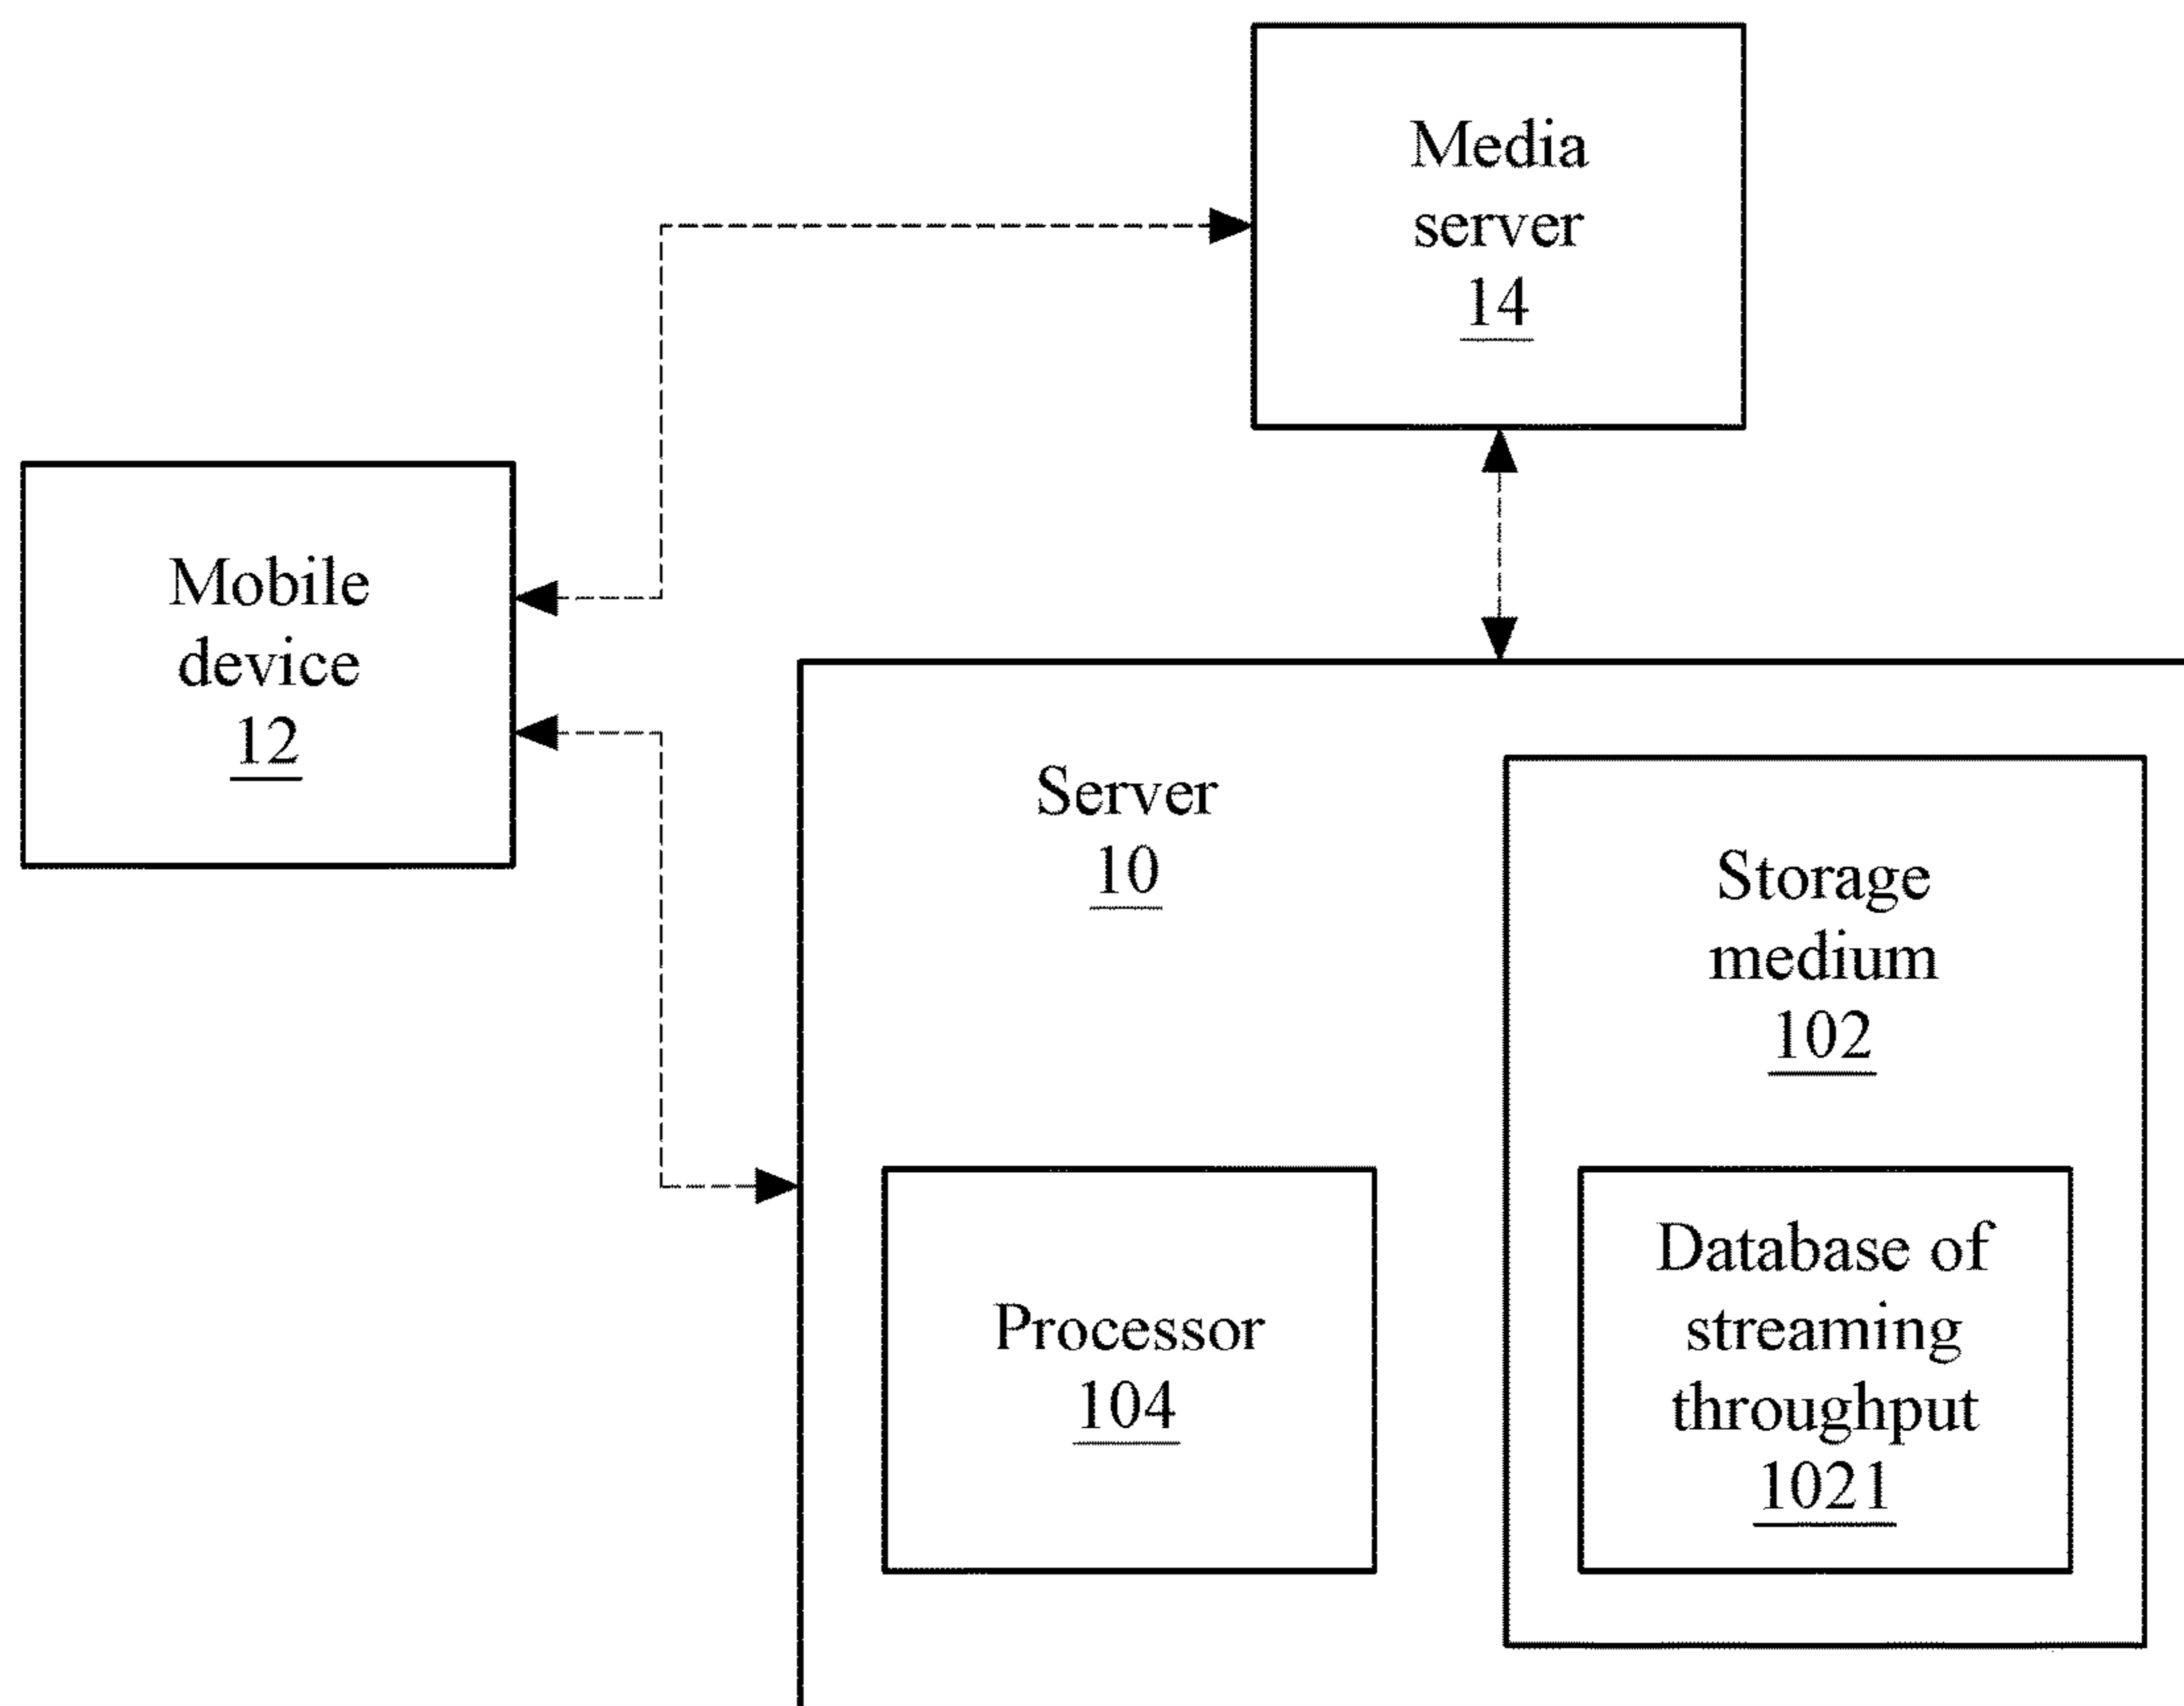 Media
server
14
Mobile
device
12
Server
10
Storage
medium
102
Processor
104
Database of
streaming
throughput
1021